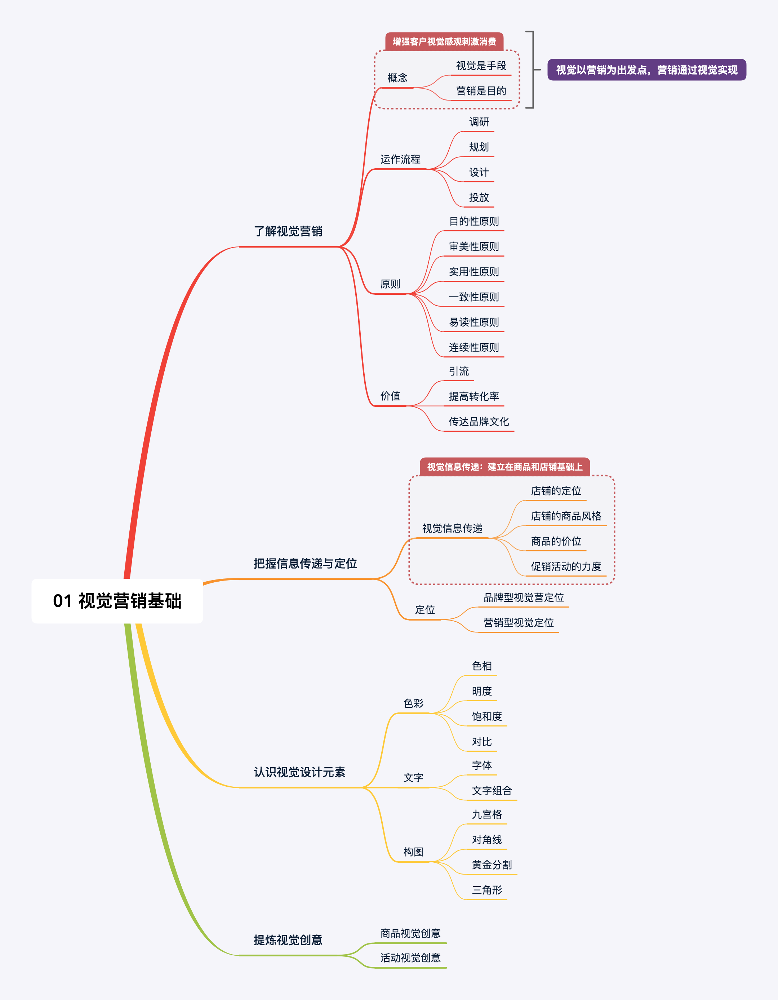 01 视觉营销基础
了解视觉营销
增强客户视觉感观刺激消费
概念
视觉是手段
营销是目的
视觉以营销为出发点，营销通过视觉实现
运作流程
调研
规划
设计
投放
原则
目的性原则
审美性原则
实用性原则
一致性原则
易读性原则
连续性原则
价值
引流
提高转化率
传达品牌文化
把握信息传递与定位
视觉信息传递：建立在商品和店铺基础上
视觉信息传递
店铺的定位
店铺的商品风格
商品的价位
促销活动的力度
定位
品牌型视觉营定位
营销型视觉定位
认识视觉设计元素
色彩
色相
明度
饱和度
对比
文字
字体
文字组合
构图
九宫格
对角线
黄金分割
三角形
提炼视觉创意
商品视觉创意
活动视觉创意